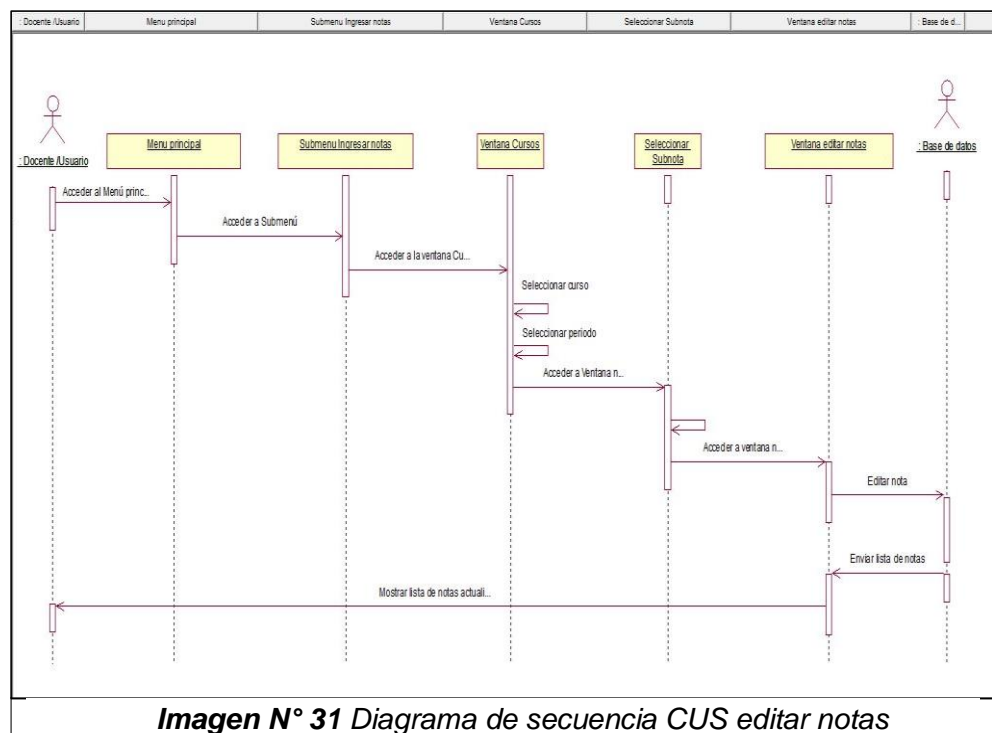 : Docente /Usuario Menu principal Submenu Ingresar notas Ventana Cursos Seleccionar Subnota Ventana editar notas : Base de d...
: Docente /Usuario
Menu principal
Submenu Ingresar notas
Ventana Cursos
Seleccionar
Subnota
Ventana editar notas
: Base de datos
Acceder al Menú princ...
Acceder a Submenú
Acceder a la ventana Cu...
Seleccionar curso
Seleccionar periodo
Acceder a Ventana n...
Acceder a ventana n...
Editar nota
Enviar lista de notas
Mostrar lista de notas actuali...
Imagen N° 31 Diagrama de secuencia CUS editar notas